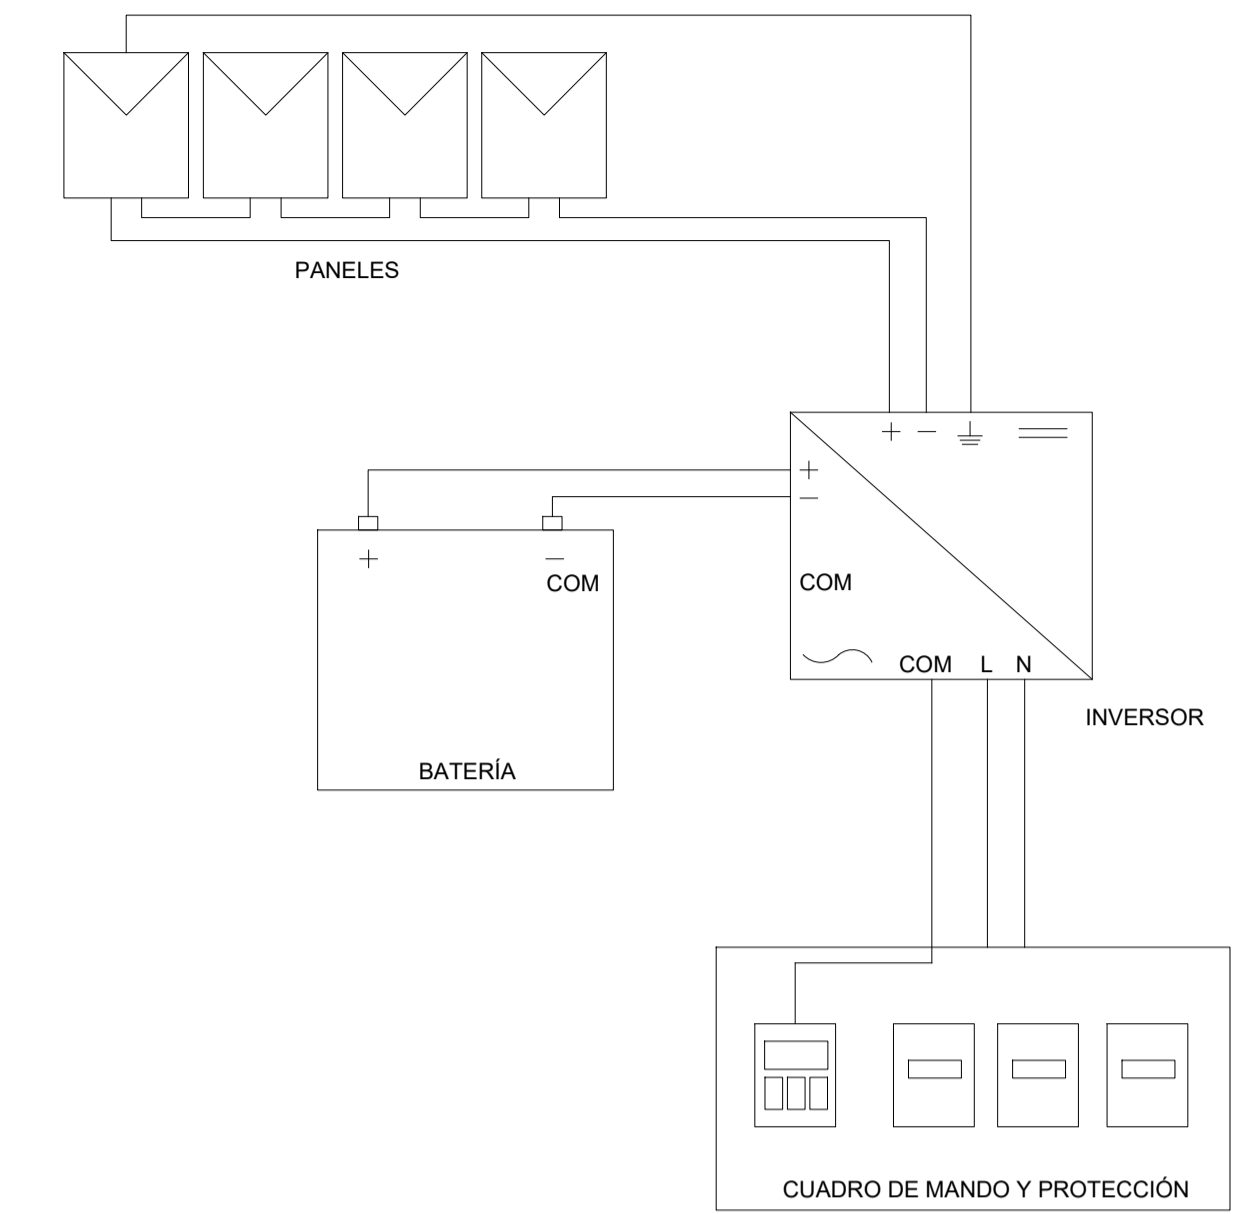 PANELES
+ −
+
−
+ −
COM
COM
COM L N
INVERSOR
BATERÍA
CUADRO DE MANDO Y PROTECCIÓN